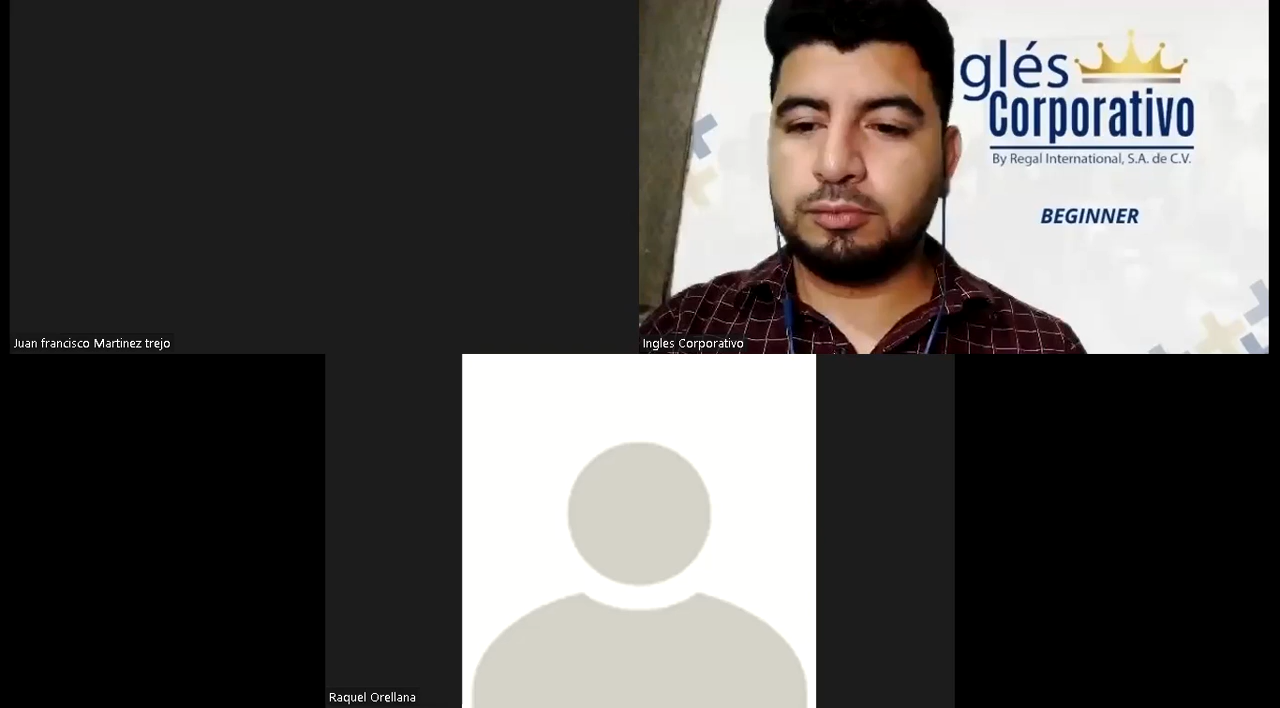 glés
Corporativo
By Regal International, S.A. de C.V.
BEGINNER
Juan francisco Martinez trejo
Ingles Corporativo
Raquel Orellana